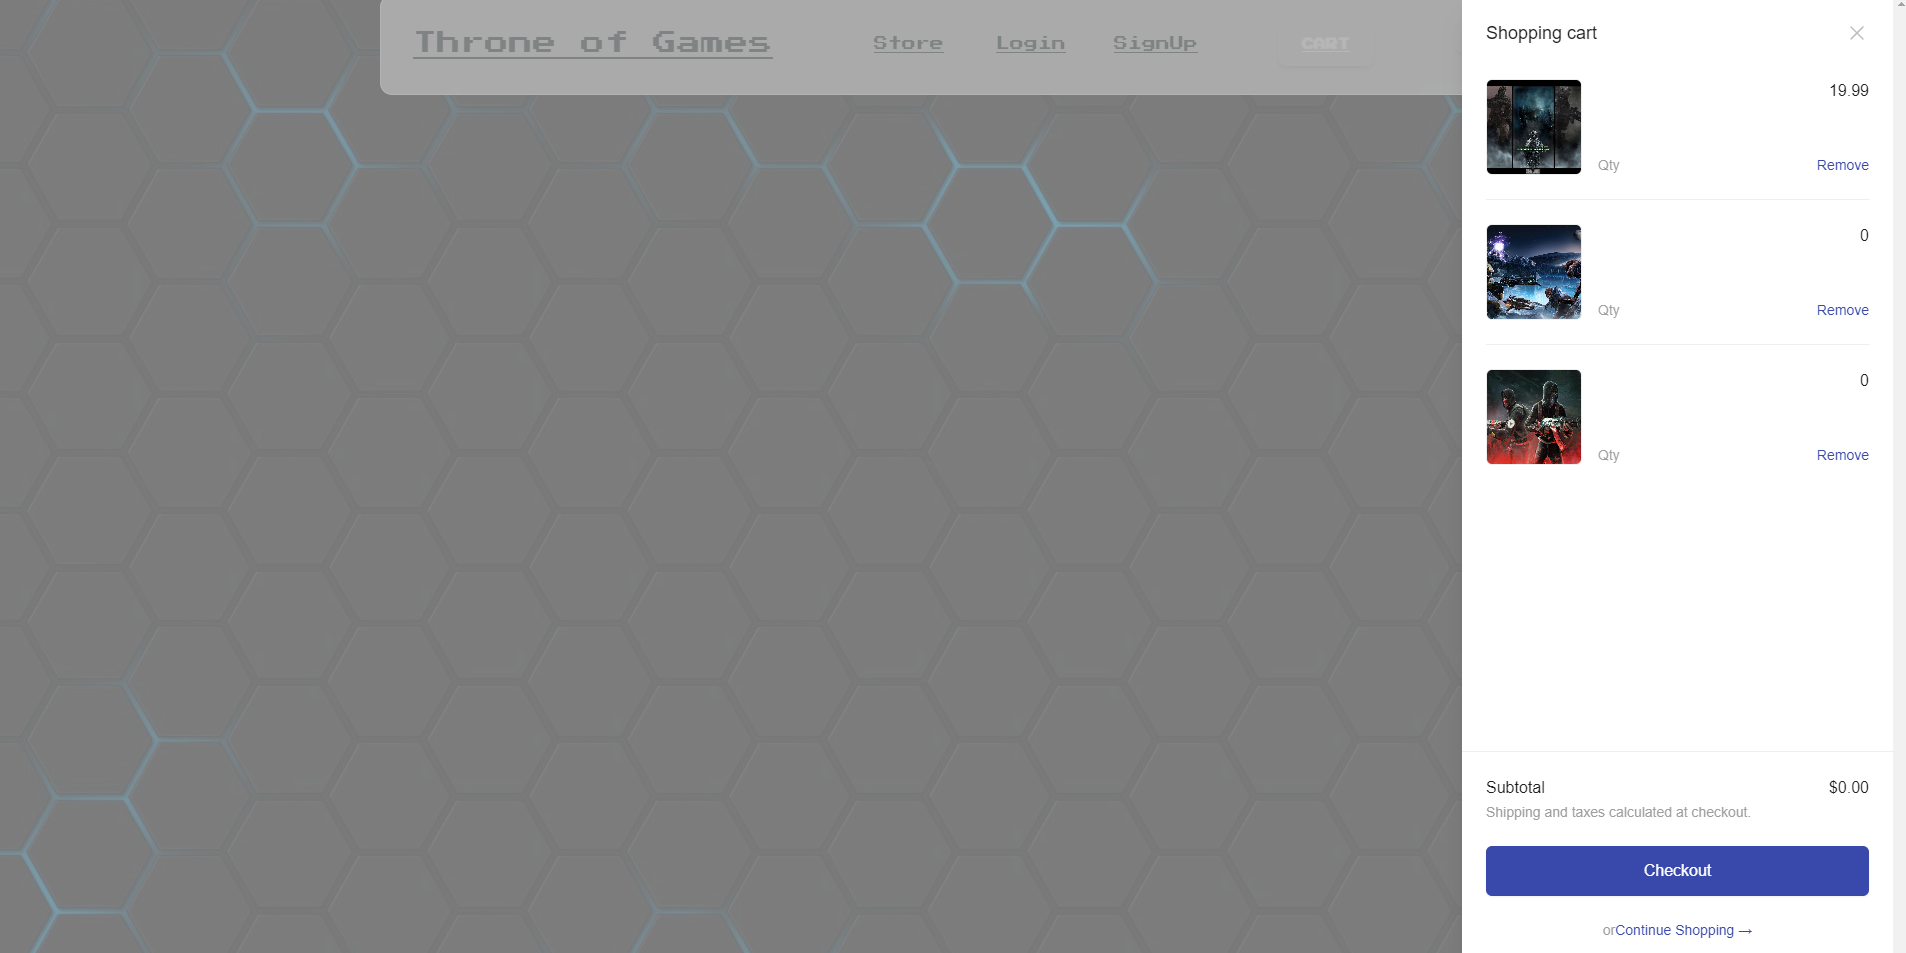 Throne of Games
Store
Login
SignUp
CART
Shopping cart
19.99
Qty
Remove
0
Qty
Remove
0
Qty
Remove
Subtotal
$0.00
Shipping and taxes calculated at checkout.
Checkout
orContinue Shopping →